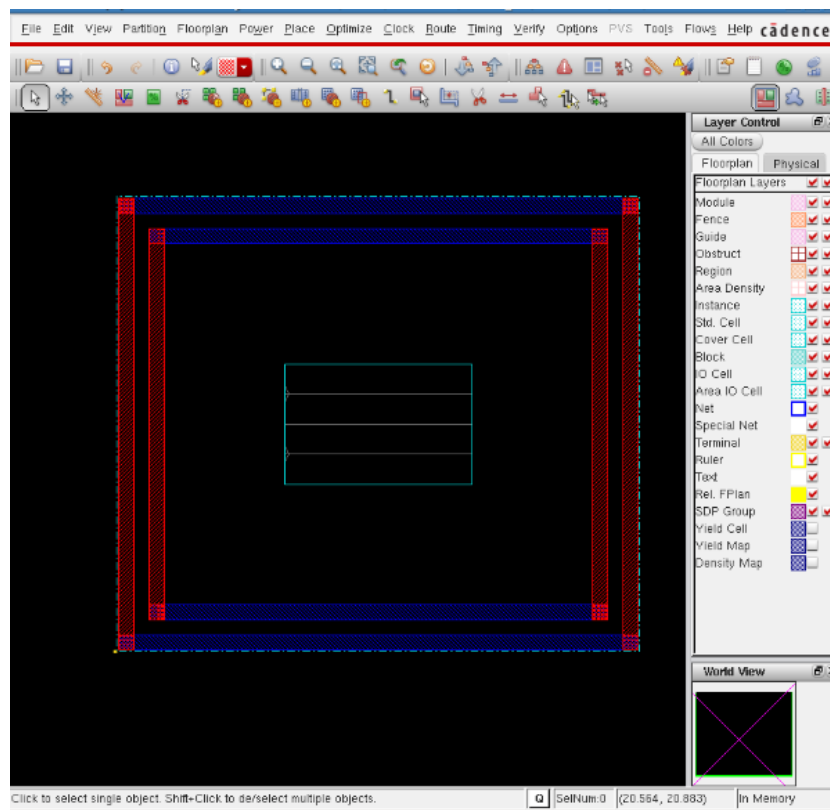 File Edit View Partition Floorplan Power Place Optimize Clock Route Timing Verify Options PVS Tools Flows Help cādence
Layer Control
All Colors
Floorplan Physical
Floorplan Layers
Module
Fence
Guide
Obstruct
Region
Area Density
Instance
Std. Cell
Cover Cell
Block
IO Cell
Area IO Cell
Net
Special Net
Terminal
Ruler
Text
Rel. FPlan
SDP Group
Yield Cell
Yield Map
Density Map
World View
Click to select single object. Shift+Click to de/select multiple objects. Q SelNum:0 (20.564, 20.883) In Memory